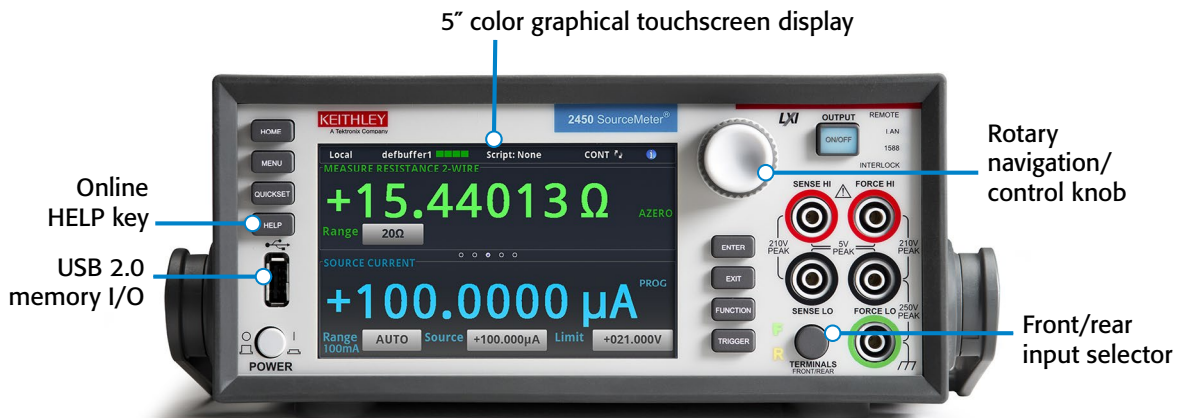 5″ color graphical touchscreen display
KEITHLEY
A Tektronix Company
2450 SourceMeter®
LXI
OUTPUT
ON/OFF
REMOTE
LAN
1588
INTERLOCK
HOME
MENU
QUICKSET
HELP
Online
HELP key
USB 2.0
memory I/O
POWER
Local defbuffer1 Script: None CONT
MEASURE RESISTANCE 2-WIRE
+15.44013 Ω
AZERO
Range 20Ω
SOURCE CURRENT
+100.0000 µA
PROG
Range AUTO Source +100.000µA Limit +021.000V
100mA
ENTER
EXIT
FUNCTION
TRIGGER
Rotary
navigation/
control knob
SENSE HI FORCE HI
210V PEAK
5V PEAK
210V PEAK
SENSE LO FORCE LO
250V PEAK
F
R
TERMINALS
FRONT/REAR
Front/rear
input selector